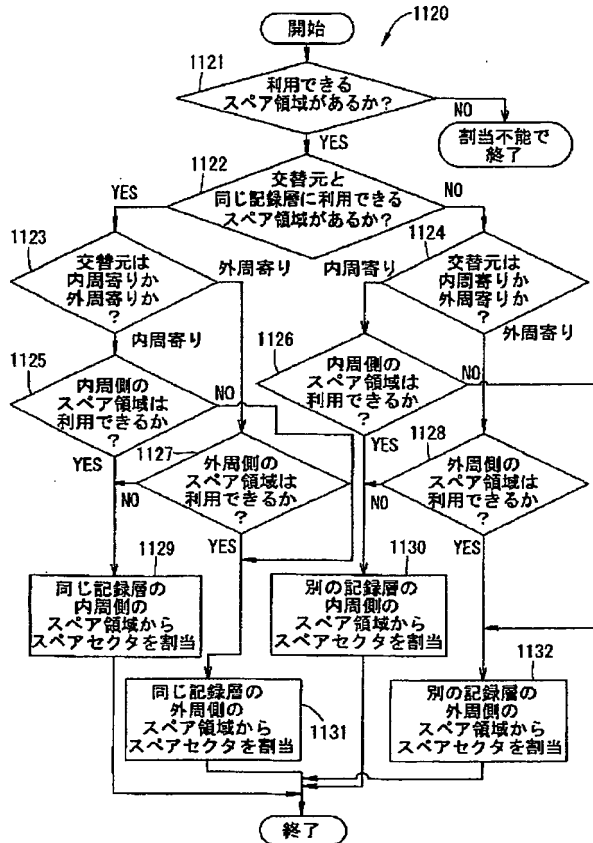 1120
開始
1121
利用できる
スペア領域があるか?
NO
割当不能で
終了
YES
1122
交替元と
同じ記録層に利用できる
スペア領域があるか?
YES
NO
1123
交替元は
内周寄りか
外周寄りか
?
外周寄り
内周寄り
1124
交替元は
内周寄りか
外周寄りか
?
内周寄り
外周寄り
1125
内周側の
スペア領域は
利用できるか
?
NO
YES
1126
内周側の
スペア領域は
利用できるか
?
NO
YES
1127
外周側の
スペア領域は
利用できるか
?
NO
YES
1128
外周側の
スペア領域は
利用できるか
?
NO
YES
1129
同じ記録層の
内周側の
スペア領域から
スペアセクタを割当
1130
別の記録層の
内周側の
スペア領域から
スペアセクタを割当
1131
同じ記録層の
外周側の
スペア領域から
スペアセクタを割当
1132
別の記録層の
外周側の
スペア領域から
スペアセクタを割当
終了